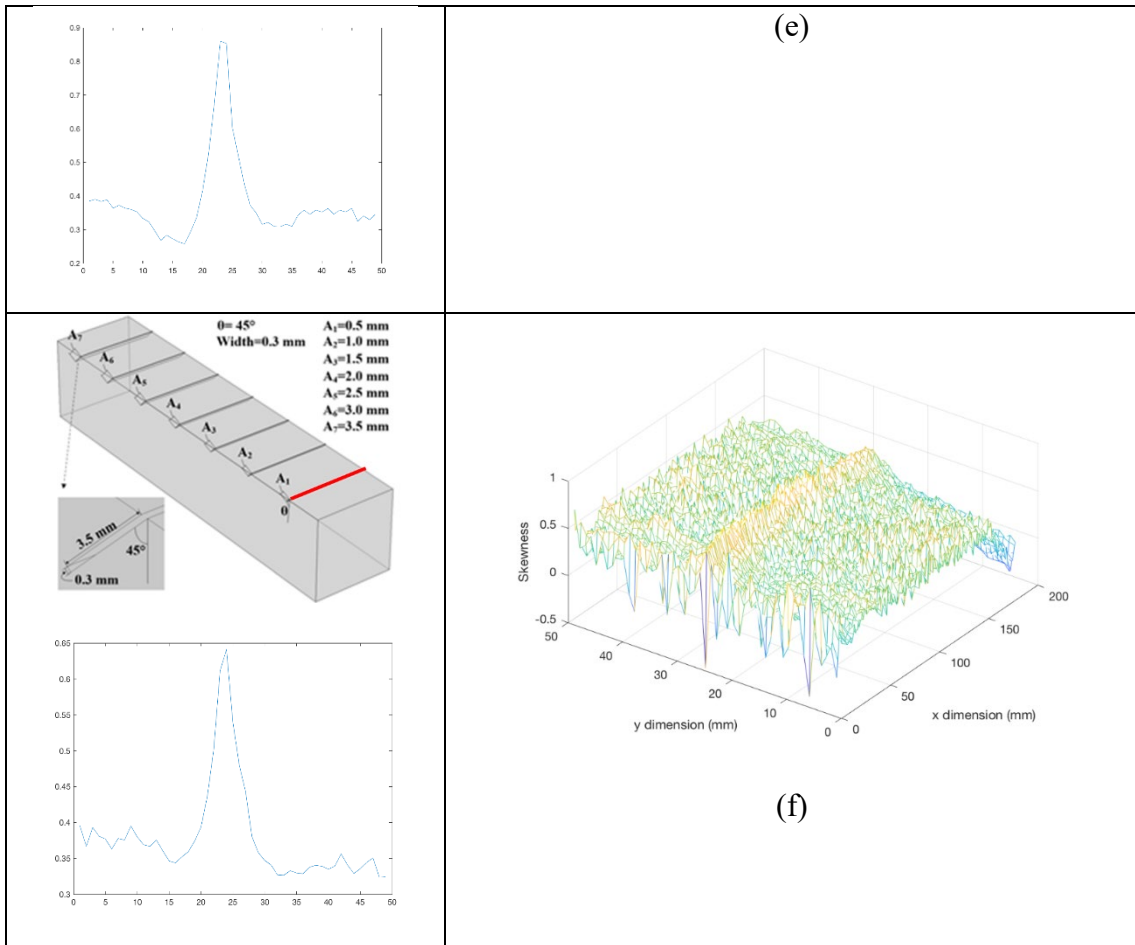 0.9
0.8
0.7
0.6
0.5
0.4
0.3
0.2
0 5 10 15 20 25 30 35 40 45 50
(e)
θ= 45°
Width=0.3 mm
A₁=0.5 mm
A₂=1.0 mm
A₃=1.5 mm
A₄=2.0 mm
A₅=2.5 mm
A₆=3.0 mm
A₇=3.5 mm
A₇
A₆
A₅
A₄
A₃
A₂
A₁
θ
3.5 mm
45°
0.3 mm
0.65
0.6
0.55
0.5
0.45
0.4
0.35
0.3
0 5 10 15 20 25 30 35 40 45 50
Skewness
1
0.5
0
-0.5
50 40 30 20 10 0
y dimension (mm)
0 50 100 150 200
x dimension (mm)
(f)